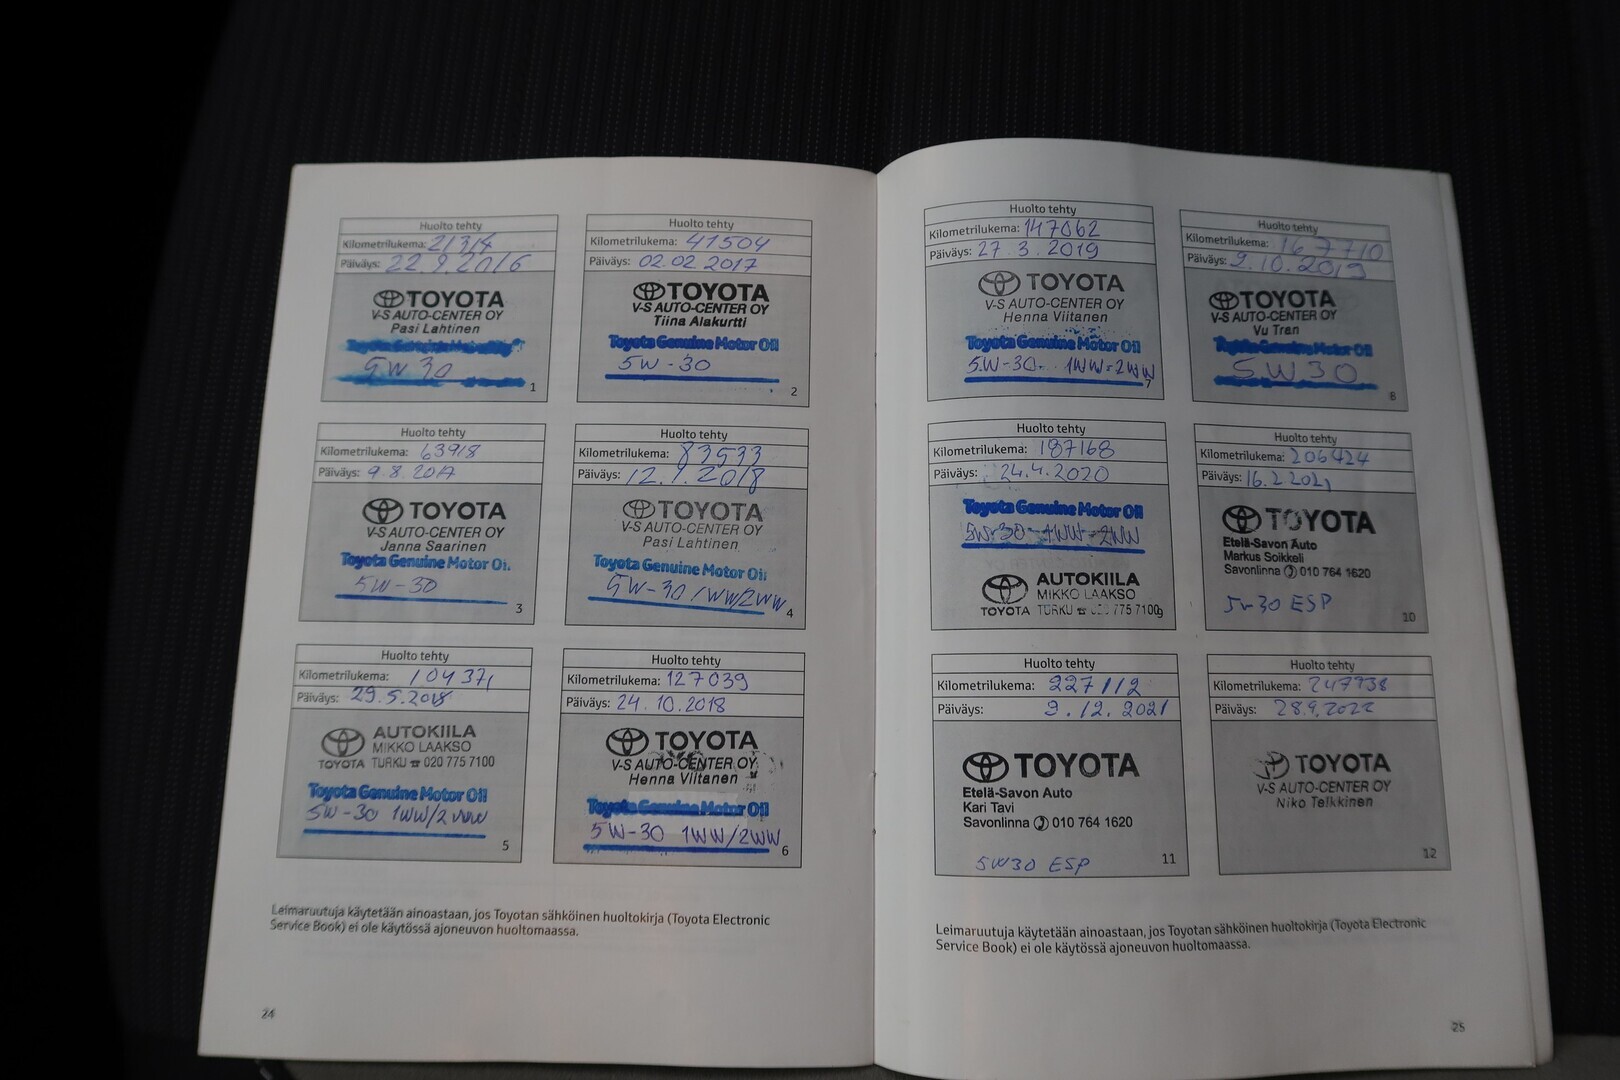 Huolto tehty
Kilometrilukema: 21314
Päiväys: 22.9.2016
TOYOTA
V-S AUTO-CENTER OY
Pasi Lahtinen
5W 30
1
Huolto tehty
Kilometrilukema: 41504
Päiväys: 02.02.2017
TOYOTA
V-S AUTO-CENTER OY
Tiina Alakurtti
Toyota Genuine Motor Oil
5W-30
2
Huolto tehty
Kilometrilukema: 63918
Päiväys: 9.8.2017
TOYOTA
V-S AUTO-CENTER OY
Janna Saarinen
Toyota Genuine Motor Oil
5W-30
3
Huolto tehty
Kilometrilukema: 83533
Päiväys: 12.1.2018
TOYOTA
V-S AUTO-CENTER OY
Pasi Lahtinen
Toyota Genuine Motor Oil
5W-30 1WW/2WW
4
Huolto tehty
Kilometrilukema: 104371
Päiväys: 29.5.2018
AUTOKIILA
MIKKO LAAKSO
TOYOTA TURKU ☎ 020 775 7100
Toyota Genuine Motor Oil
5W-30 1WW/2WW
5
Huolto tehty
Kilometrilukema: 127039
Päiväys: 24.10.2018
TOYOTA
V-S AUTO-CENTER OY
Henna Viitanen
Toyota Genuine Motor Oil
5W-30 1WW/2WW
6
Leimaruutuja käytetään ainoastaan, jos Toyotan sähköinen huoltokirja (Toyota Electronic
Service Book) ei ole käytössä ajoneuvon huoltomaassa.
24
Huolto tehty
Kilometrilukema: 147062
Päiväys: 27.3.2019
TOYOTA
V-S AUTO-CENTER OY
Henna Viitanen
Toyota Genuine Motor Oil
5W-30 1WW-2WW
7
Huolto tehty
Kilometrilukema: 167710
Päiväys: 9.10.2019
TOYOTA
V-S AUTO-CENTER OY
Vu Tran
Toyota Genuine Motor Oil
5W30
8
Huolto tehty
Kilometrilukema: 187168
Päiväys: 24.4.2020
Toyota Genuine Motor Oil
5W-30-1WW-2WW
AUTOKIILA
MIKKO LAAKSO
TOYOTA TURKU ☎ 775 7100
9
Huolto tehty
Kilometrilukema: 206424
Päiväys: 16.2 2021
TOYOTA
Etelä-Savon Auto
Markus Soikkeli
Savonlinna ✆ 010 764 1620
5W30 ESP
10
Huolto tehty
Kilometrilukema: 227112
Päiväys: 2.12.2021
TOYOTA
Etelä-Savon Auto
Kari Tavi
Savonlinna ✆ 010 764 1620
5W30 ESP
11
Huolto tehty
Kilometrilukema: 247938
Päiväys: 28.9.2022
TOYOTA
V-S AUTO-CENTER OY
Niko Teikkinen
12
Leimaruutuja käytetään ainoastaan, jos Toyotan sähköinen huoltokirja (Toyota Electronic
Service Book) ei ole käytössä ajoneuvon huoltomaassa.
25